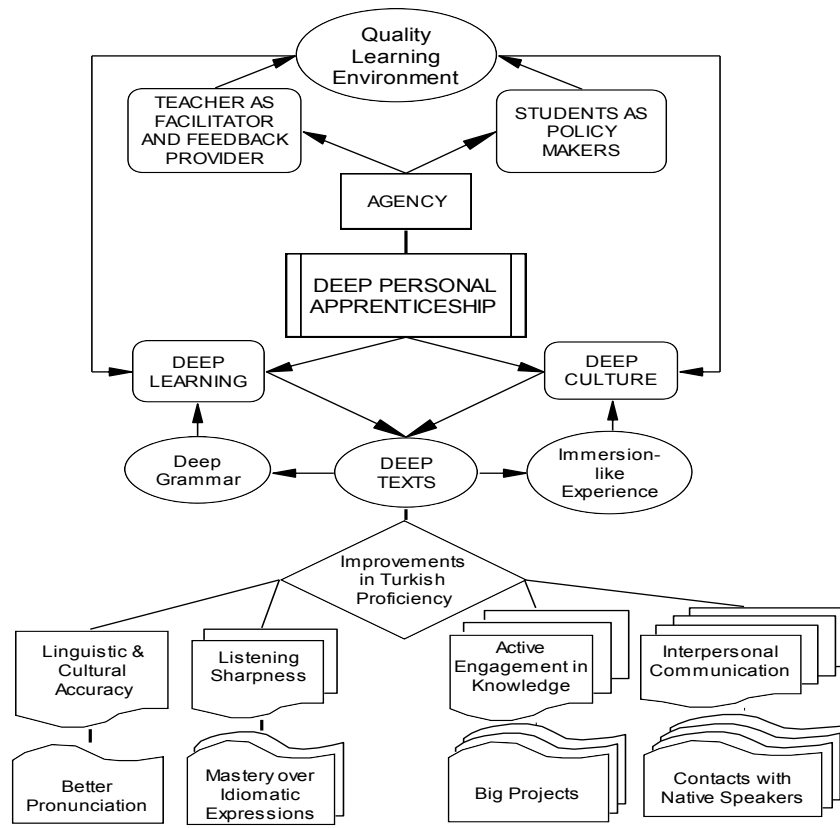 Quality
Learning
Environment
TEACHER AS
FACILITATOR
AND FEEDBACK
PROVIDER
STUDENTS AS
POLICY
MAKERS
AGENCY
DEEP PERSONAL
APPRENTICESHIP
DEEP
LEARNING
DEEP
CULTURE
Deep
Grammar
DEEP
TEXTS
Immersion-
like
Experience
Improvements
in Turkish
Proficiency
Linguistic &
Cultural
Accuracy
Listening
Sharpness
Active
Engagement in
Knowledge
Interpersonal
Communication
Better
Pronunciation
Mastery over
Idiomatic
Expressions
Big Projects
Contacts with
Native Speakers